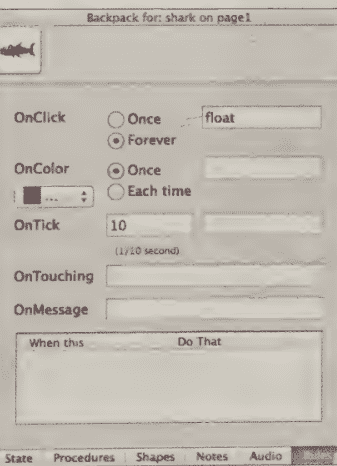 Backpack for: shark on page1
OnClick Once float
Forever
OnColor Once
... Each time
OnTick 10
(1/10 second)
OnTouching
OnMessage
When this Do That
State Procedures Shapes Notes Audio